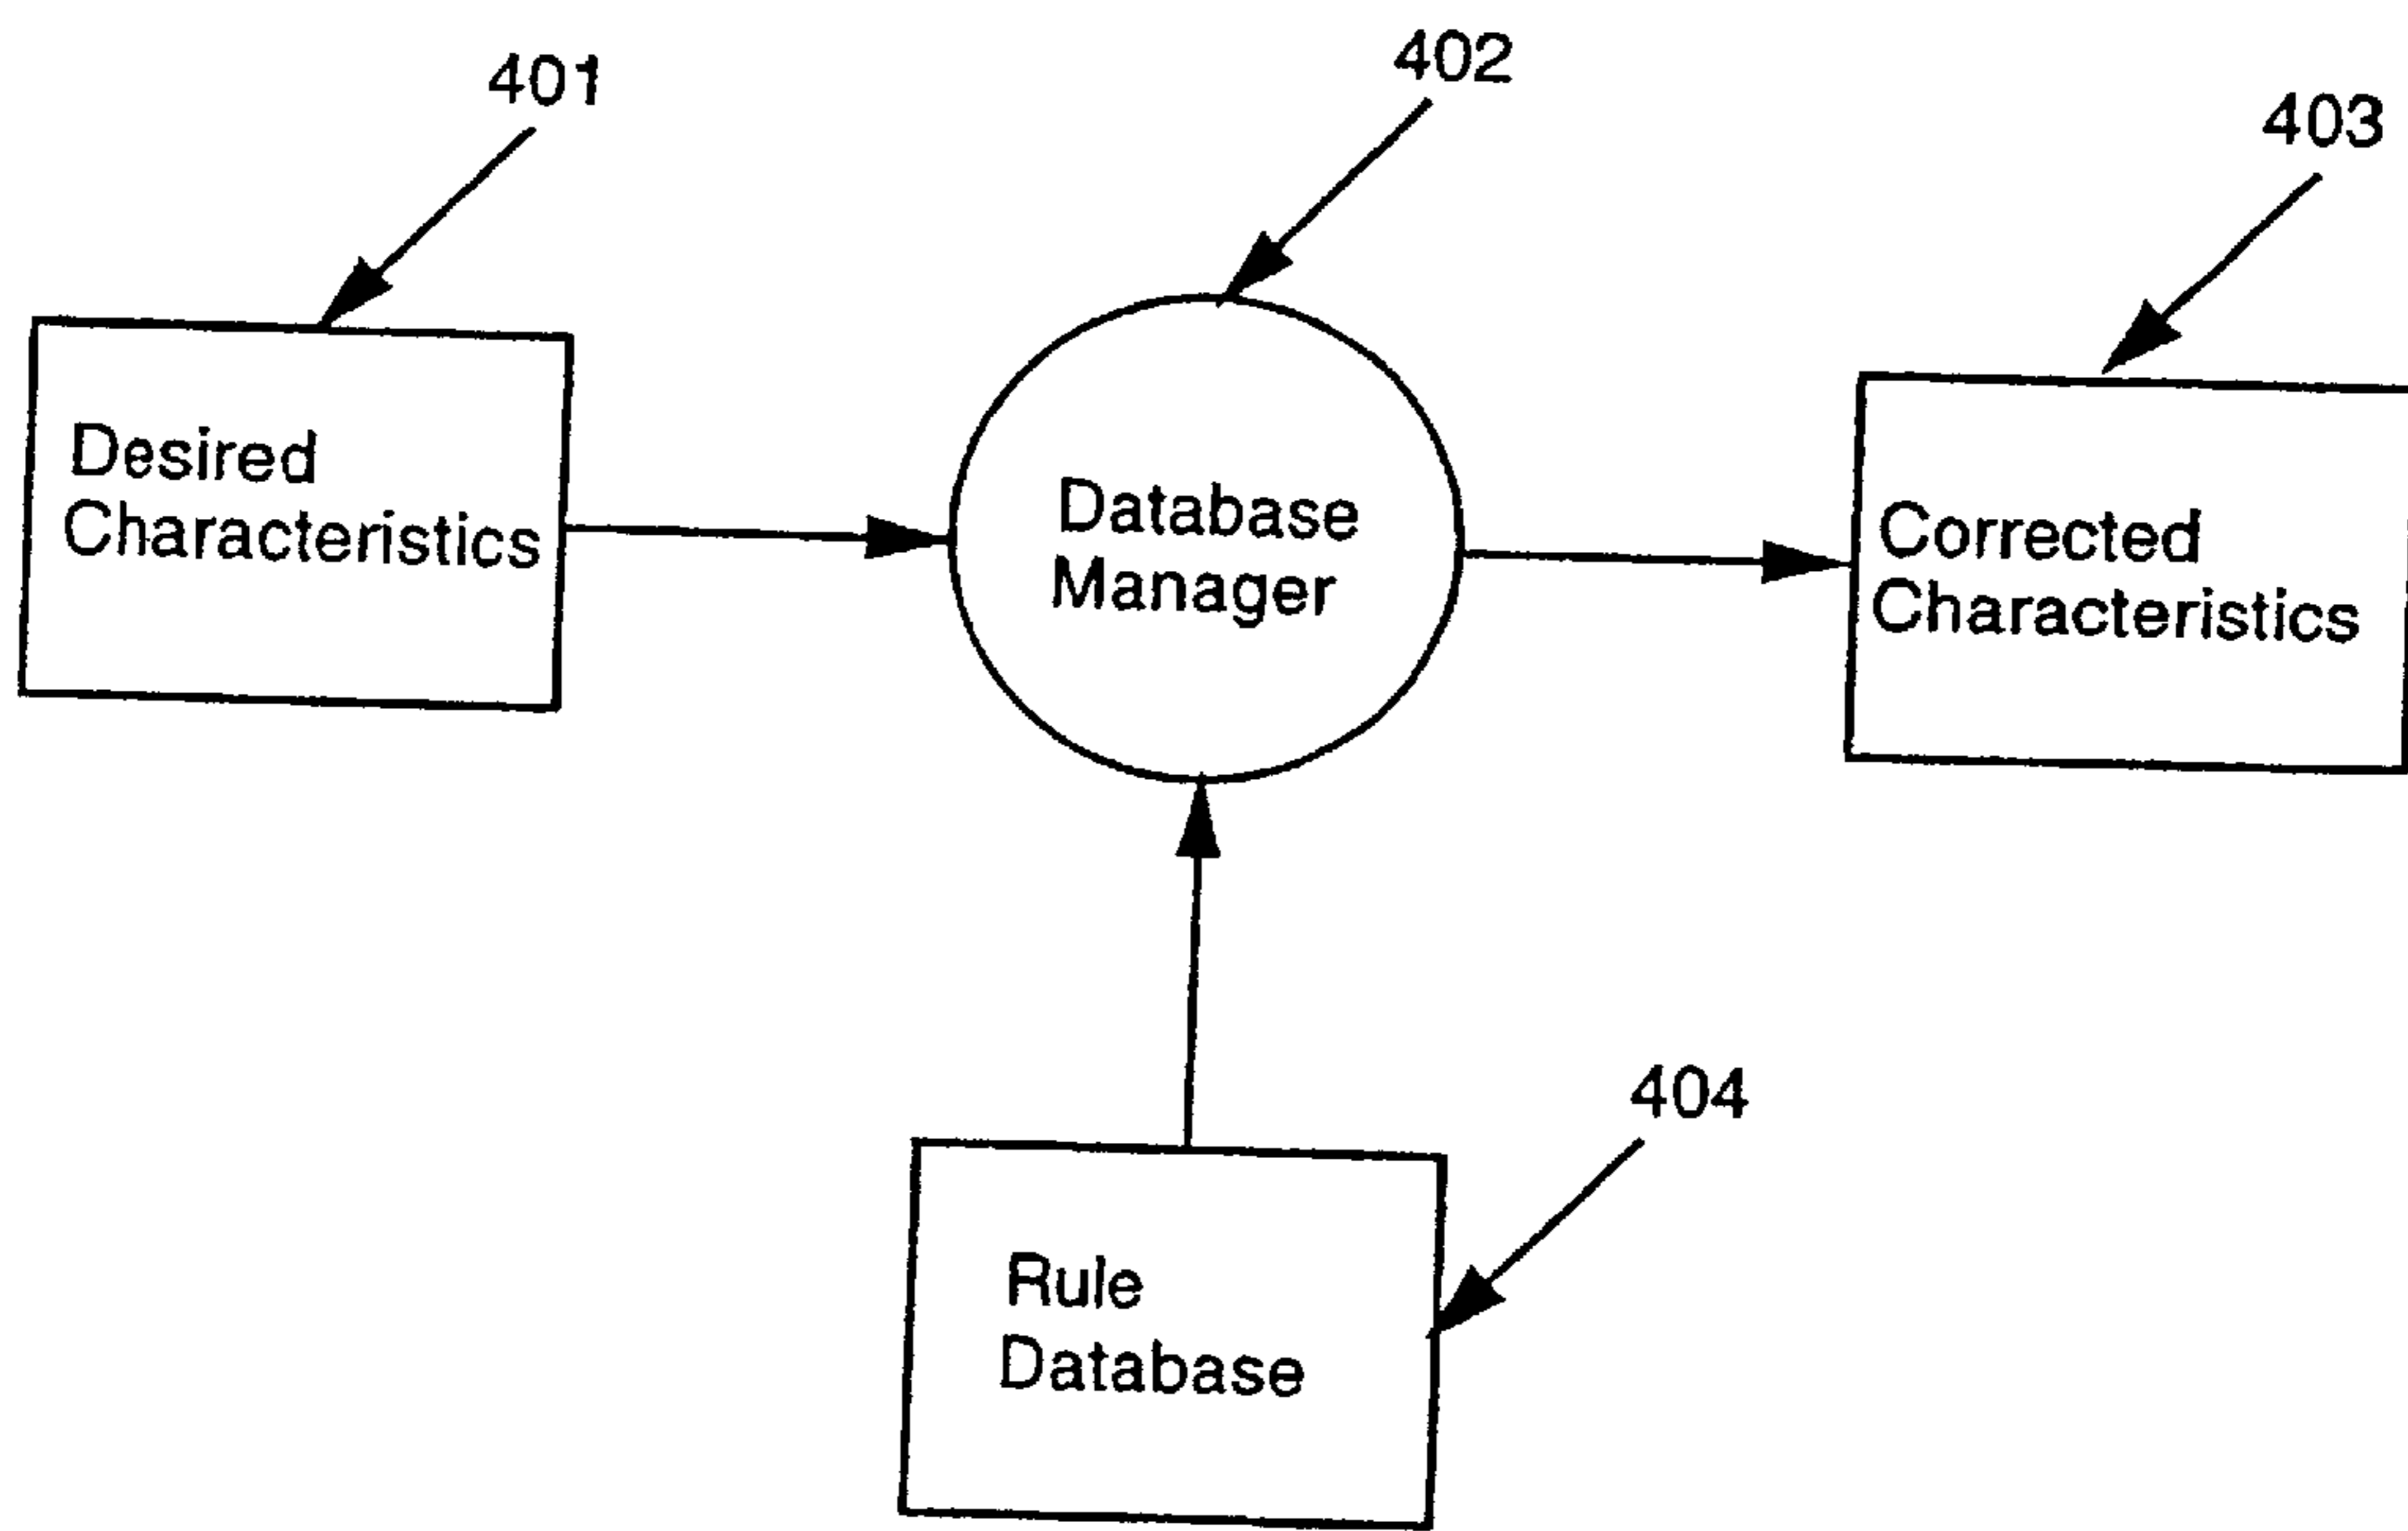 401
402
403
Desired
Characteristics
Database
Manager
Corrected
Characteristics
404
Rule
Database